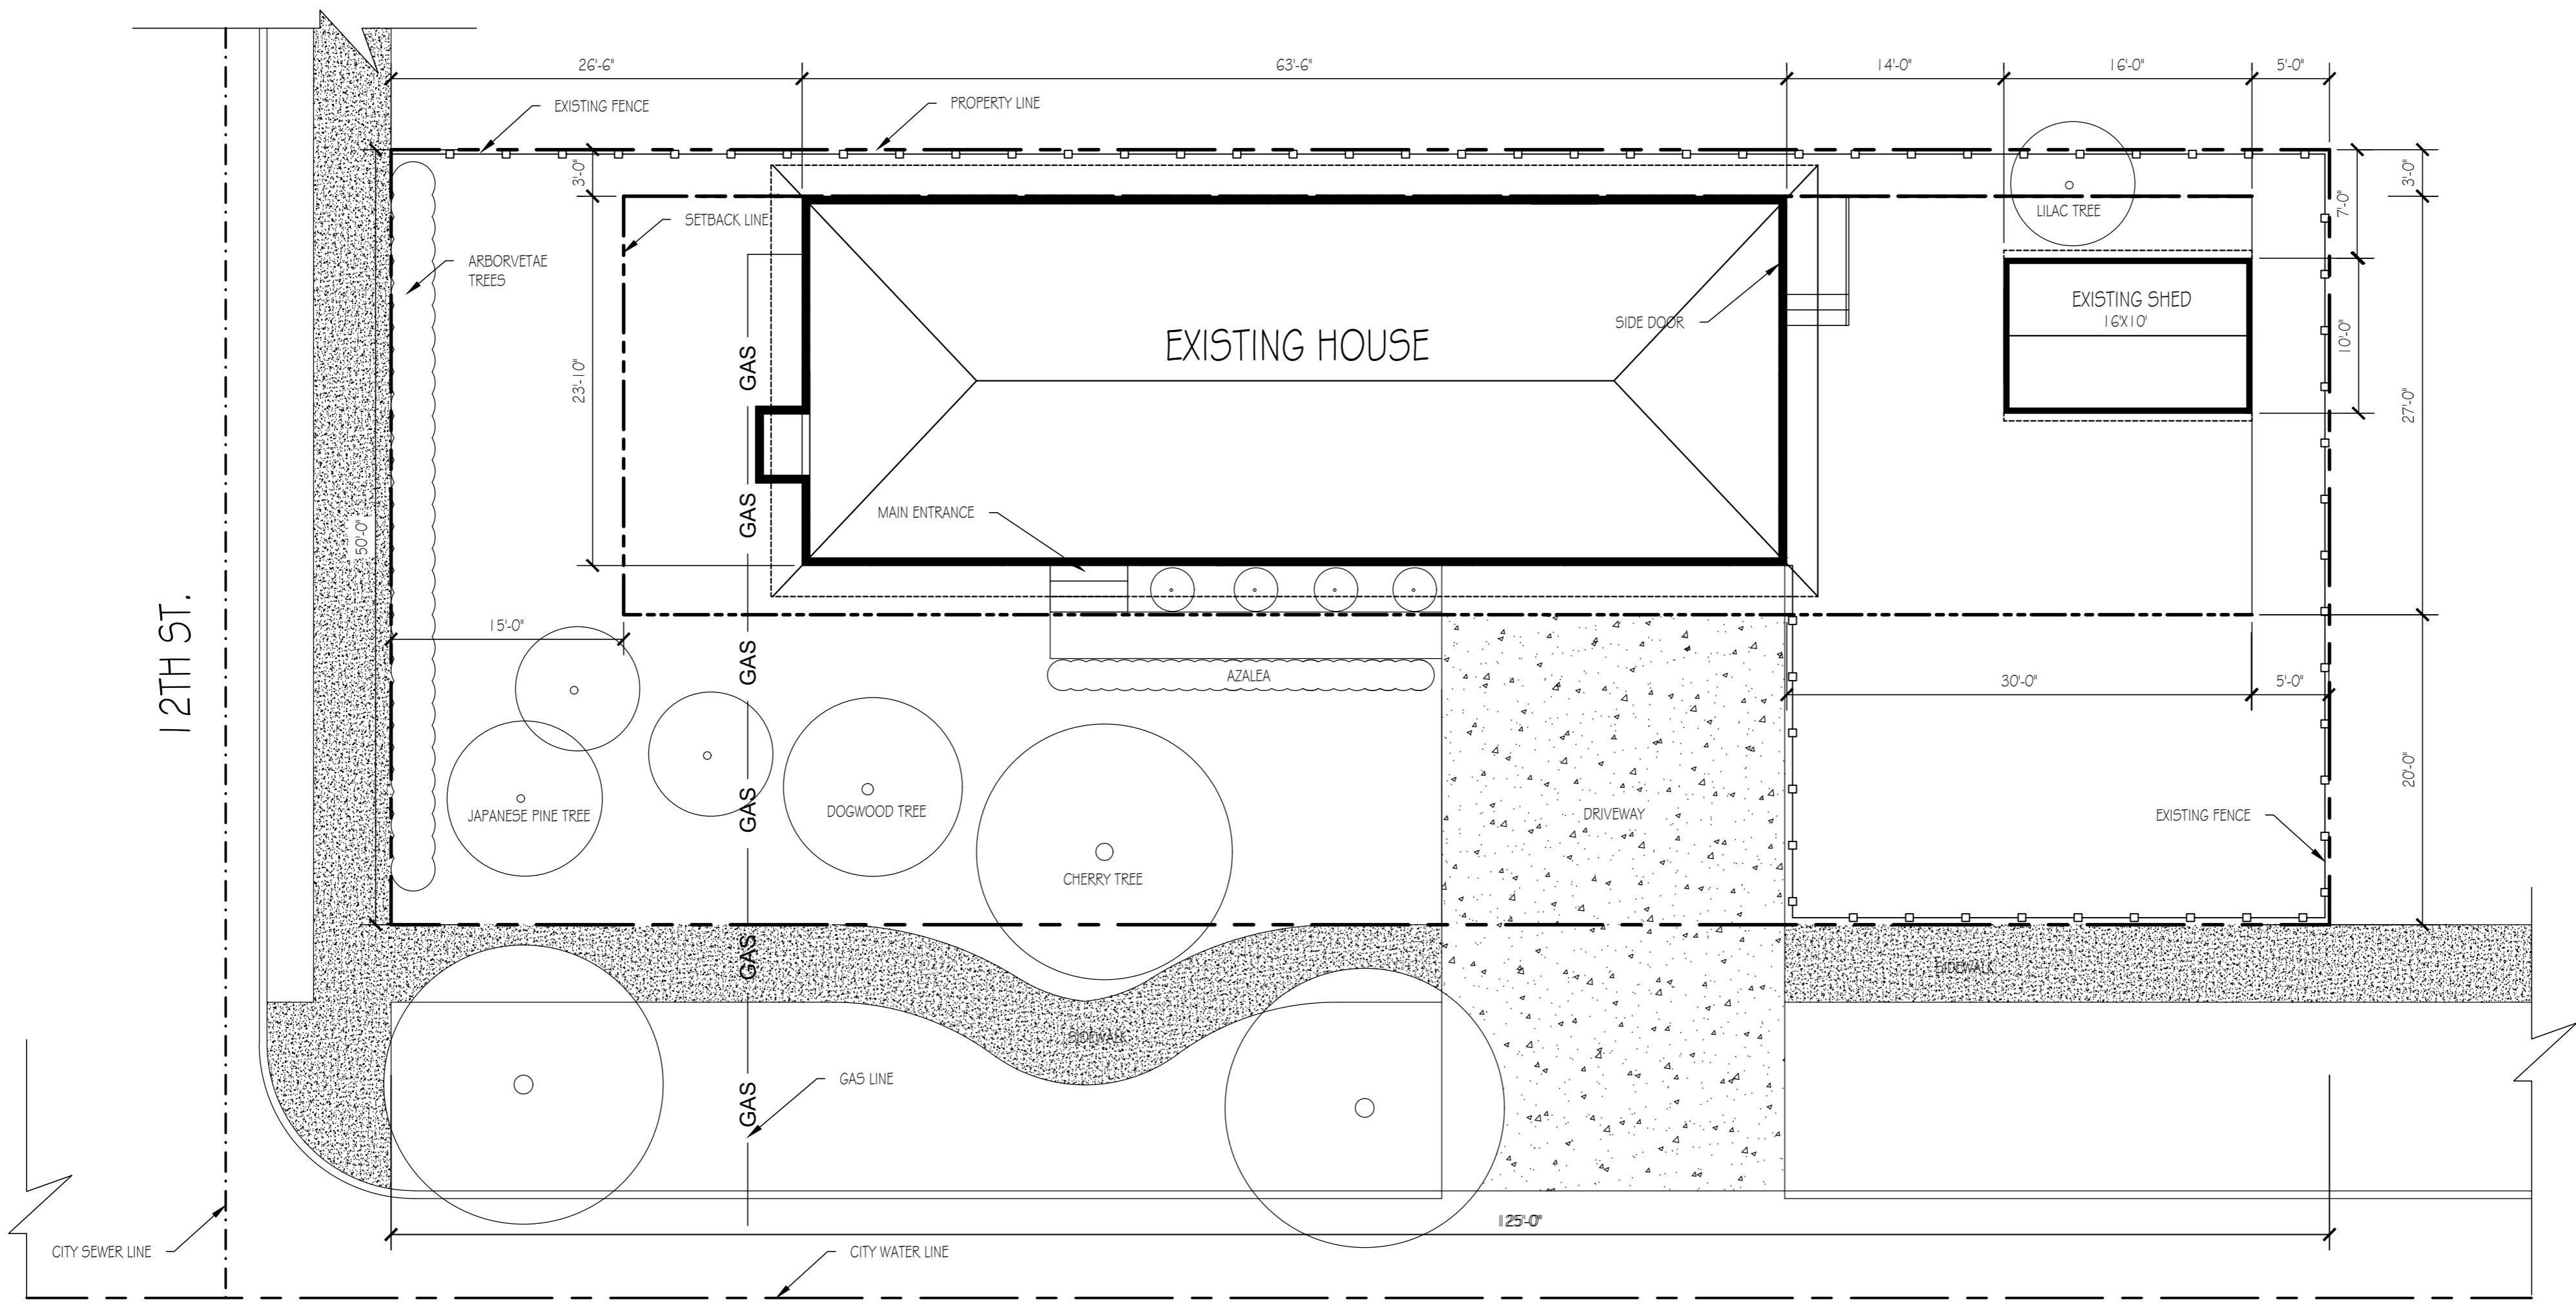 26'-6"
63'-6"
14'-0"
16'-0"
5'-0"
EXISTING FENCE
PROPERTY LINE
3'-0"
3'-0"
7'-0"
SETBACK LINE
LILAC TREE
ARBORVETAE
TREES
EXISTING SHED
16'X10'
SIDE DOOR
EXISTING HOUSE
GAS
10'-0"
23'-10"
27'-0"
GAS
MAIN ENTRANCE
50'-0"
12TH ST.
15'-0"
GAS
AZALEA
30'-0"
5'-0"
20'-0"
GAS
JAPANESE PINE TREE
DOGWOOD TREE
DRIVEWAY
EXISTING FENCE
CHERRY TREE
GAS
SIDEWALK
SIDEWALK
GAS
GAS LINE
125'-0"
CITY SEWER LINE
CITY WATER LINE